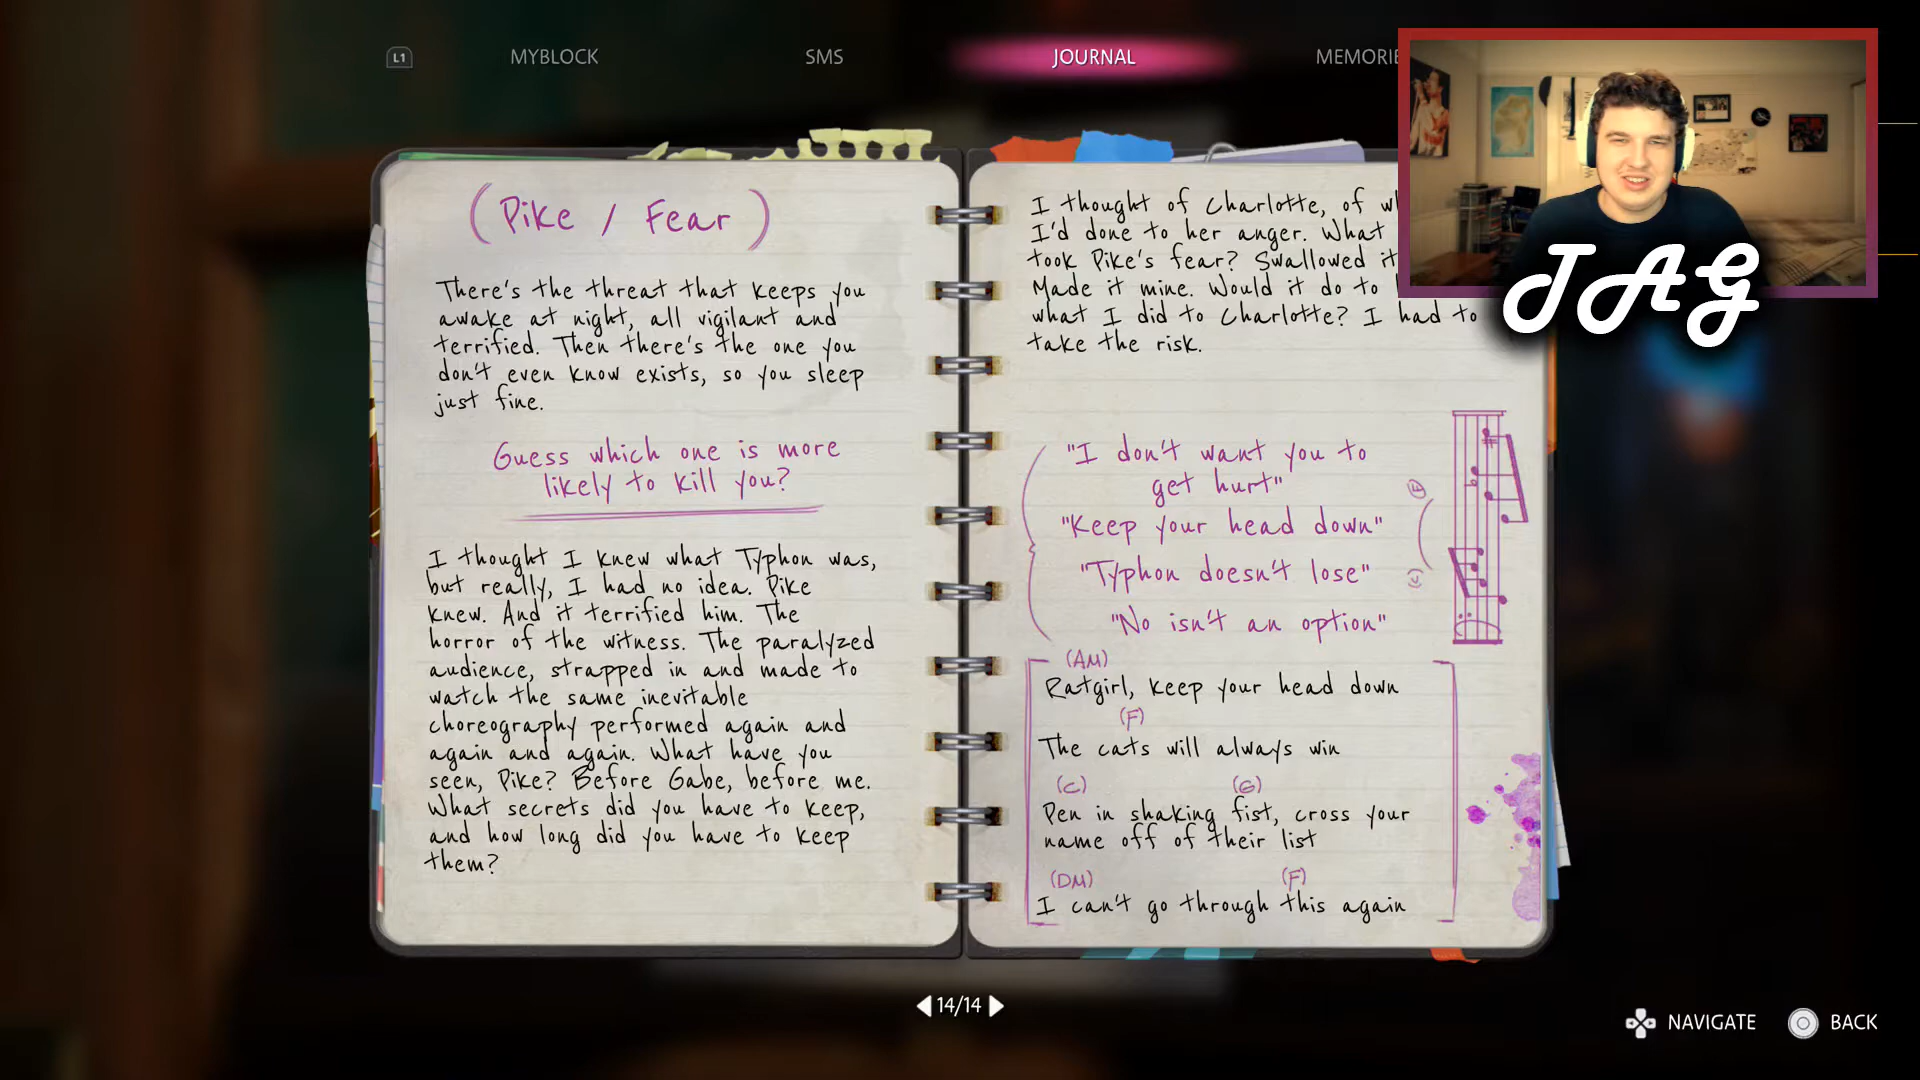 L1
MYBLOCK
SMS
JOURNAL
TAG
(Pike / Fear)
There's the threat that keeps you
awake at night, all vigilant and
terrified. Then there's the one you
don't even know exists, so you sleep
just fine.
Guess which one is more
likely to kill you?
I thought I knew what Typhon was,
but really, I had no idea. Pike
knew. And it terrified him. The
horror of the witness. The paralyzed
audience, strapped in and made to
watch the same inevitable
choreography performed again and
again and again. What have you
seen, Pike? Before Gabe, before me.
What secrets did you have to keep,
and how long did you have to keep
them?
I thought of Charlotte, of
I'd done to her anger. What
took Pike's fear? Swallowed it
Made it mine. Would it do to
what I did to Charlotte? I had to
take the risk.
"I don't want you to
get hurt"
"Keep your head down"
"Typhon doesn't lose"
"No isn't an option"
(AM)
Ratgirl, keep your head down
(F)
The cats will always win
(C) (G)
Pen in shaking fist, cross your
name off of their list
(DM) (F)
I can't go through this again
14/14
NAVIGATE
BACK